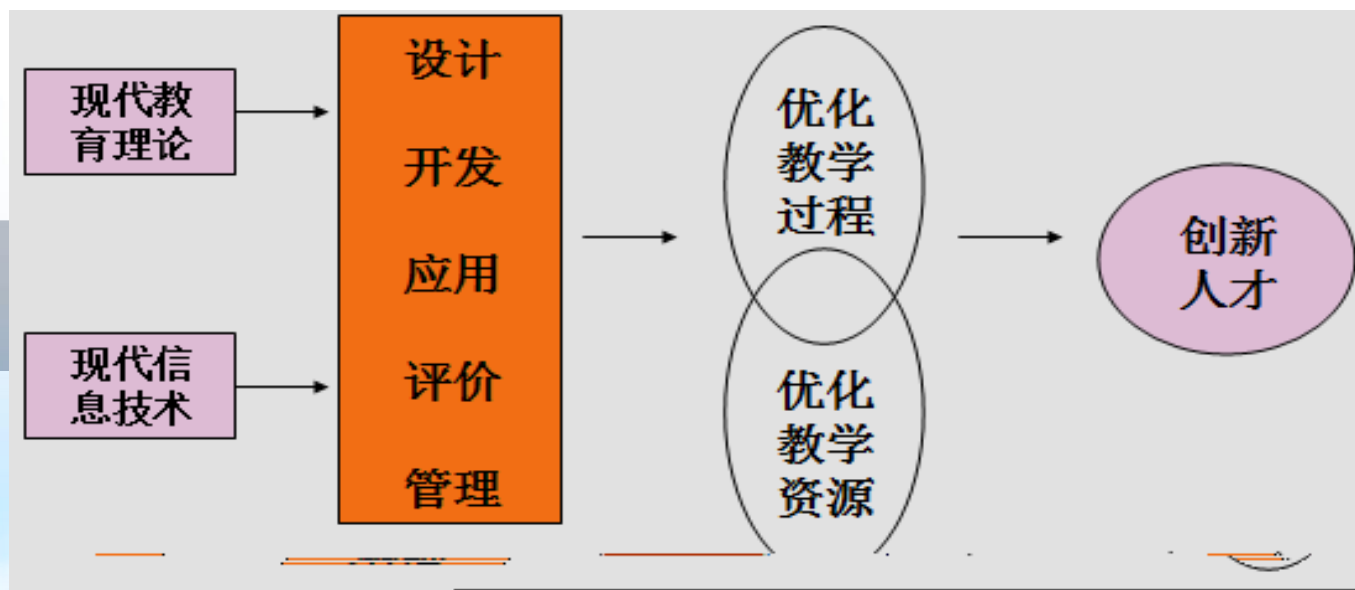 现代教
育理论
现代信
息技术
设计
开发
应用
评价
管理
优化
教学
过程
优化
教学
资源
创新
人才